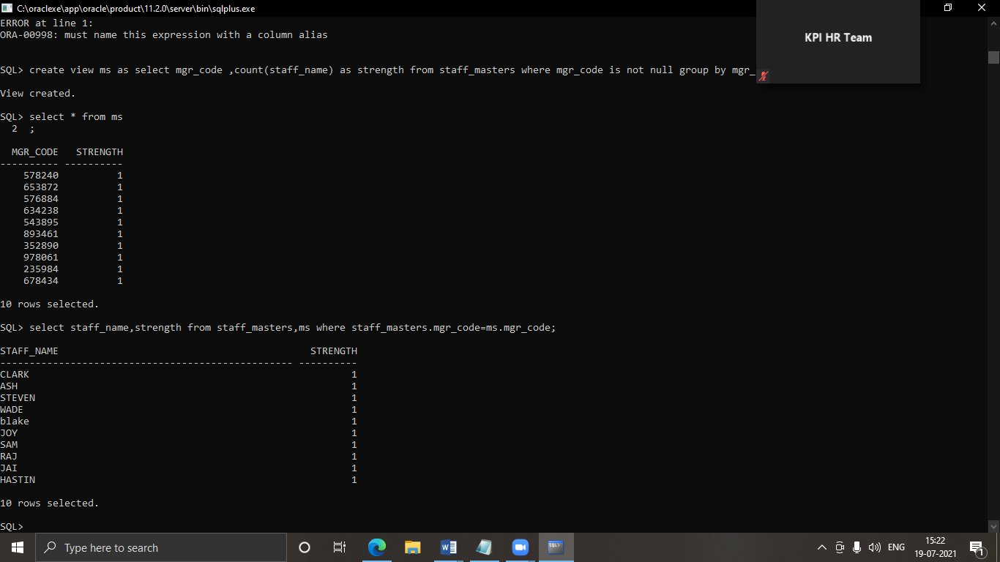 C:\oraclexe\app\oracle\product\11.2.0\server\bin\sqlplus.exe
ERROR at line 1:
ORA-00998: must name this expression with a column alias
KPI HR Team
SQL> create view ms as select mgr_code ,count(staff_name) as strength from staff_masters where mgr_code is not null group by mgr_
View created.
SQL> select * from ms
2 ;
MGR_CODE STRENGTH
---------- ----------
578240 1
653872 1
576884 1
634238 1
543895 1
893461 1
352890 1
978061 1
235984 1
678434 1
10 rows selected.
SQL> select staff_name,strength from staff_masters,ms where staff_masters.mgr_code=ms.mgr_code;
STAFF_NAME STRENGTH
-------------------------------------------------- ----------
CLARK 1
ASH 1
STEVEN 1
WADE 1
blake 1
JOY 1
SAM 1
RAJ 1
JAI 1
HASTIN 1
10 rows selected.
SQL>
Type here to search
ENG
15:22
19-07-2021
1